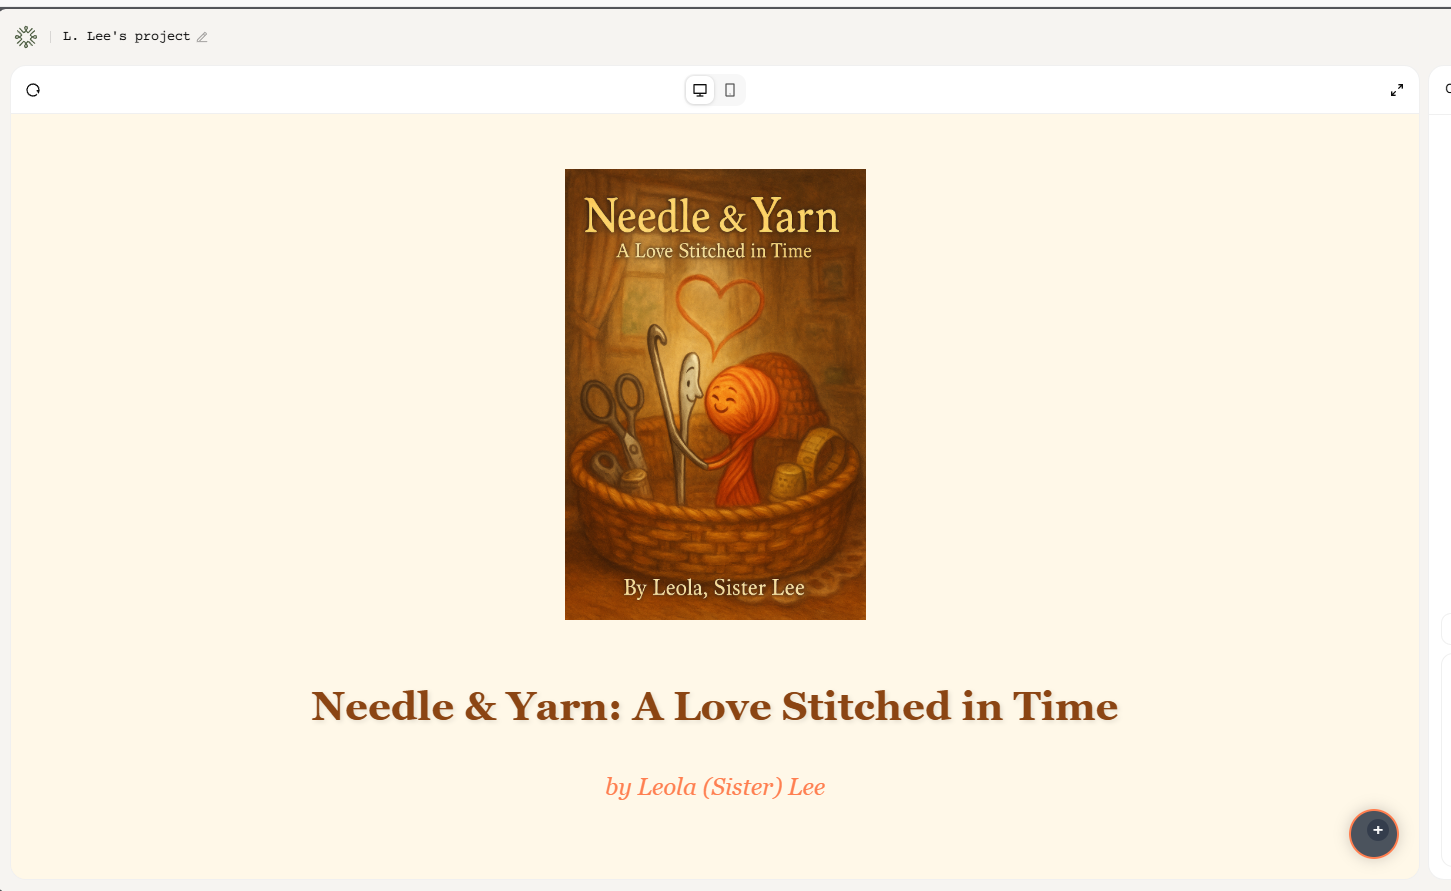 L. Lee's project
Needle & Yarn
A Love Stitched in Time
By Leola, Sister Lee
Needle & Yarn: A Love Stitched in Time
by Leola (Sister) Lee
+